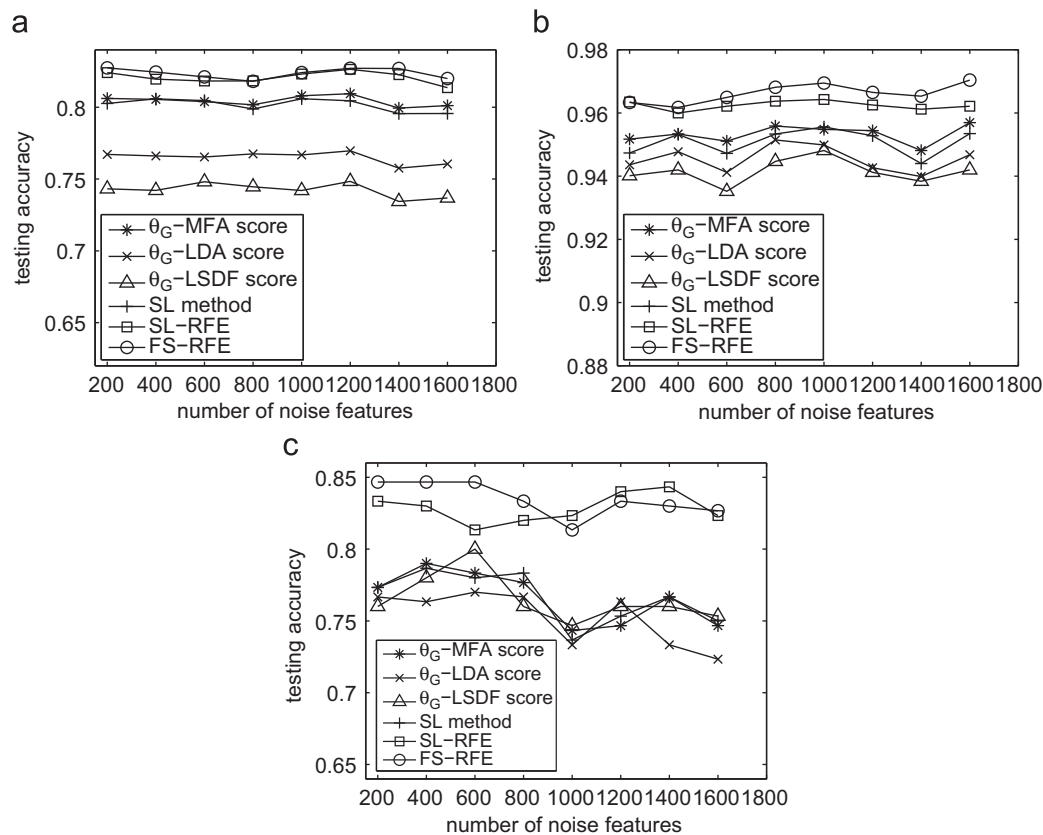 a
testing accuracy
0.8
0.75
0.7
0.65
θG−MFA score
θG−LDA score
θG−LSDF score
SL method
SL−RFE
FS−RFE
200 400 600 800 1000 1200 1400 1600 1800
number of noise features
b
testing accuracy
0.98
0.96
0.94
0.92
0.9
0.88
θG−MFA score
θG−LDA score
θG−LSDF score
SL method
SL−RFE
FS−RFE
200 400 600 800 1000 1200 1400 1600 1800
number of noise features
c
testing accuracy
0.85
0.8
0.75
0.7
0.65
θG−MFA score
θG−LDA score
θG−LSDF score
SL method
SL−RFE
FS−RFE
200 400 600 800 1000 1200 1400 1600 1800
number of noise features